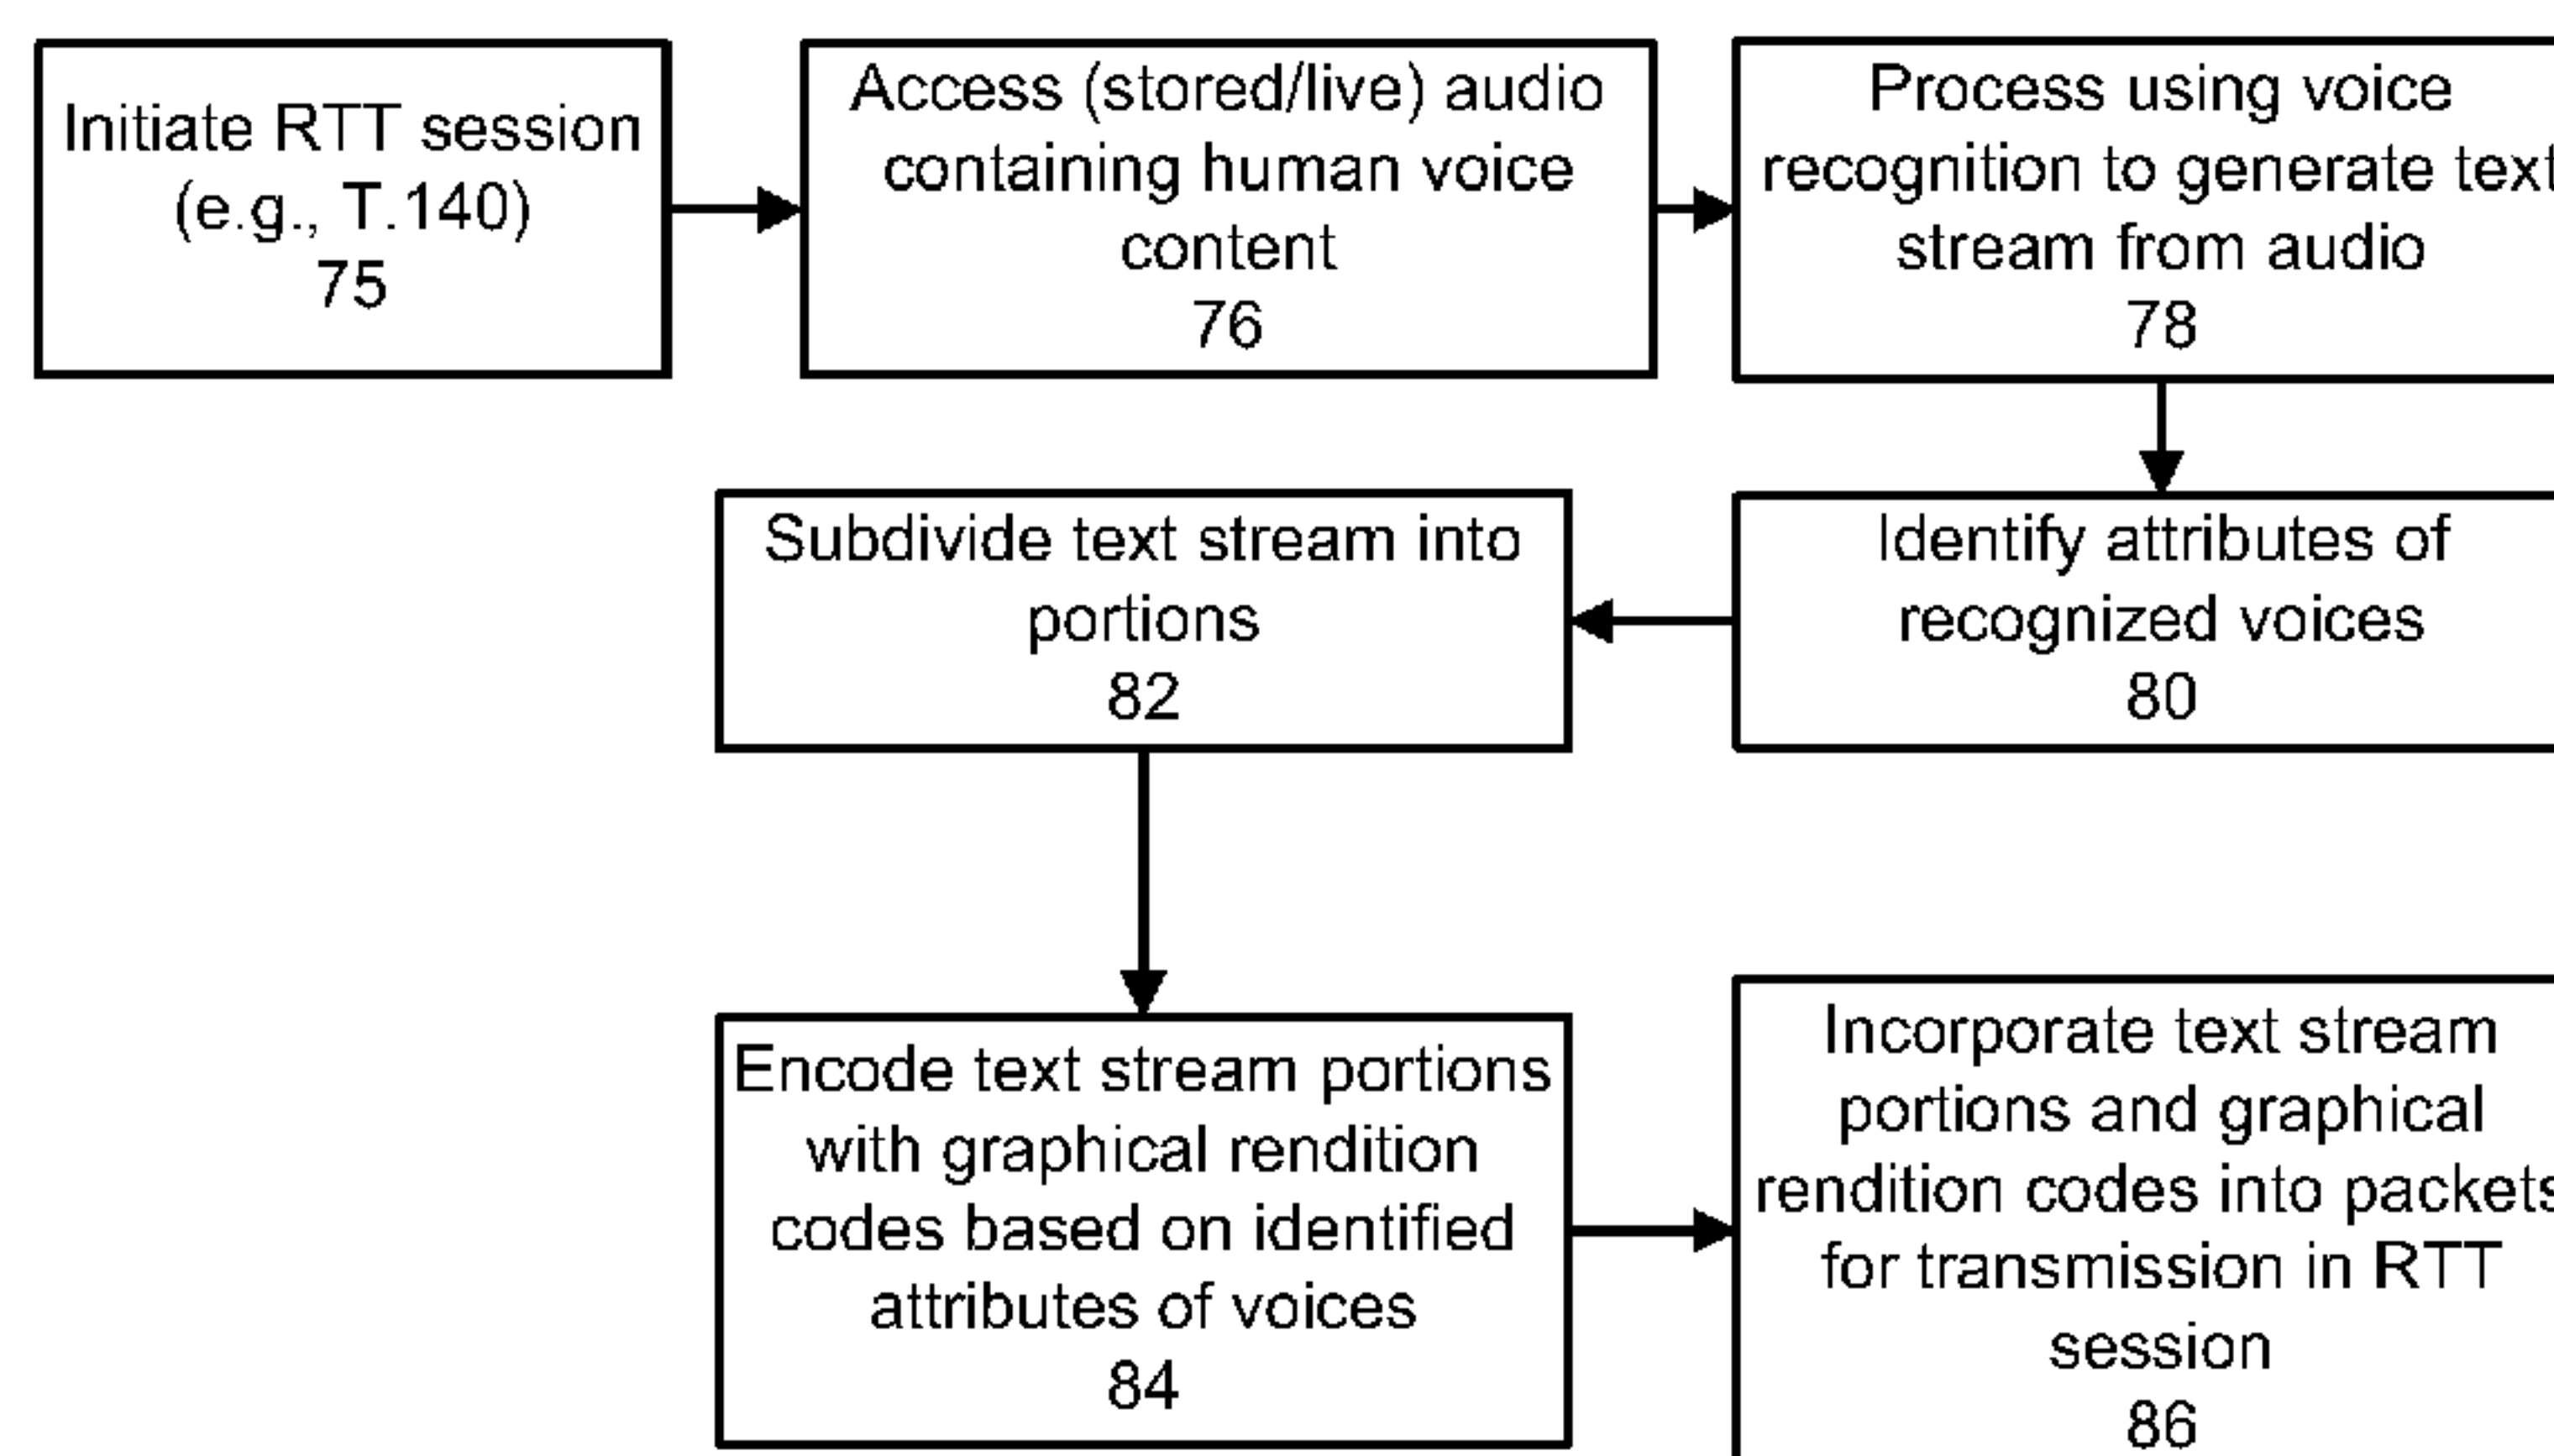 Initiate RTT session
(e.g., T.140)
75
Access (stored/live) audio
containing human voice
content
76
Process using voice
recognition to generate text
stream from audio
78
Identify attributes of
recognized voices
80
Subdivide text stream into
portions
82
Encode text stream portions
with graphical rendition
codes based on identified
attributes of voices
84
Incorporate text stream
portions and graphical
rendition codes into packets
for transmission in RTT
session
86